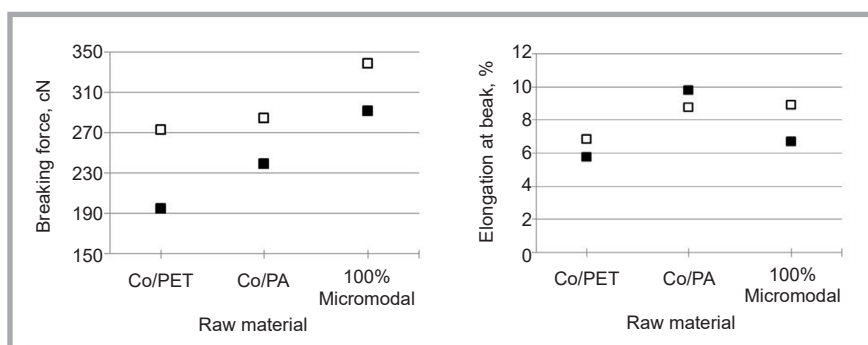 Breaking force, cN
350
310
270
230
190
150
Co/PET
Co/PA
100%
Micromodal
Raw material
Elongation at beak, %
12
10
8
6
4
2
0
Co/PET
Co/PA
100%
Micromodal
Raw material